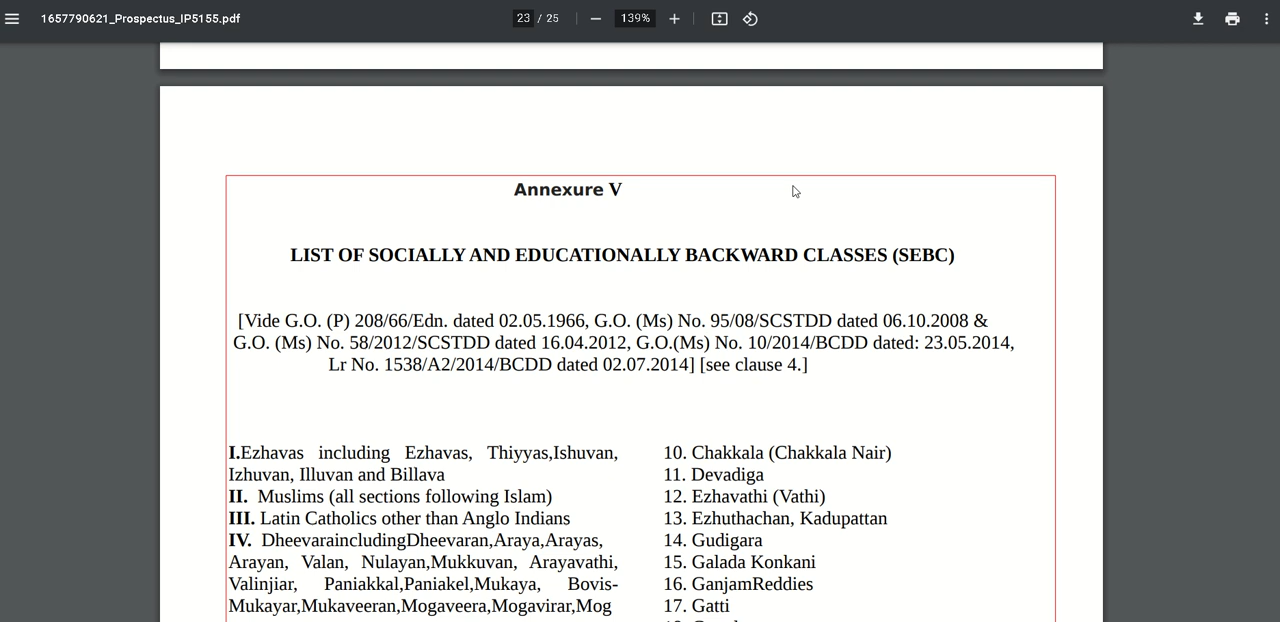 1657790621_Prospectus_IP5155.pdf
23 / 25
139%
Annexure V
LIST OF SOCIALLY AND EDUCATIONALLY BACKWARD CLASSES (SEBC)
[Vide G.O. (P) 208/66/Edn. dated 02.05.1966, G.O. (Ms) No. 95/08/SCSTDD dated 06.10.2008 &
G.O. (Ms) No. 58/2012/SCSTDD dated 16.04.2012, G.O.(Ms) No. 10/2014/BCDD dated: 23.05.2014,
Lr No. 1538/A2/2014/BCDD dated 02.07.2014] [see clause 4.]
I.Ezhavas including Ezhavas, Thiyyas,Ishuvan,
Izhuvan, Illuvan and Billava
II. Muslims (all sections following Islam)
III. Latin Catholics other than Anglo Indians
IV. DheevaraincludingDheevaran,Araya,Arayas,
Arayan, Valan, Nulayan,Mukkuvan, Arayavathi,
Valinjiar, Paniakkal,Paniakel,Mukaya, Bovis-
Mukayar,Mukaveeran,Mogaveera,Mogavirar,Mog
10. Chakkala (Chakkala Nair)
11. Devadiga
12. Ezhavathi (Vathi)
13. Ezhuthachan, Kadupattan
14. Gudigara
15. Galada Konkani
16. GanjamReddies
17. Gatti